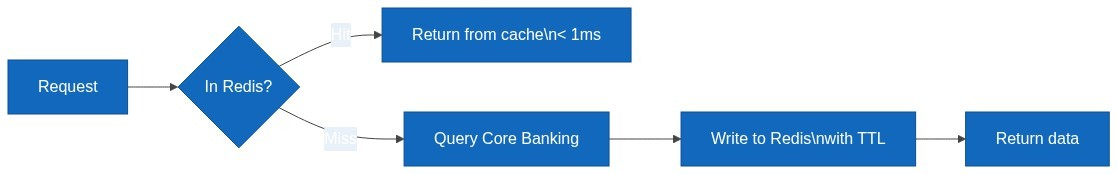 Request
In Redis?
Hit
Return from cache\n< 1ms
Miss
Query Core Banking
Write to Redis\nwith TTL
Return data